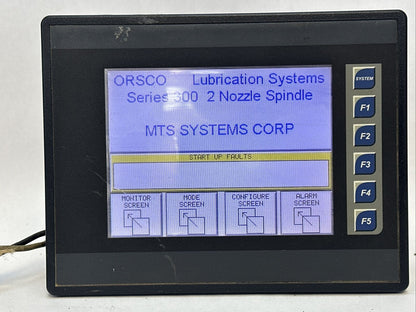 ORSCO Lubrication Systems
Series 300 2 Nozzle Spindle
MTS SYSTEMS CORP
START UP FAULTS
MONITOR SCREEN
MODE SCREEN
CONFIGURE SCREEN
ALARM SCREEN
SYSTEM
F1
F2
F3
F4
F5